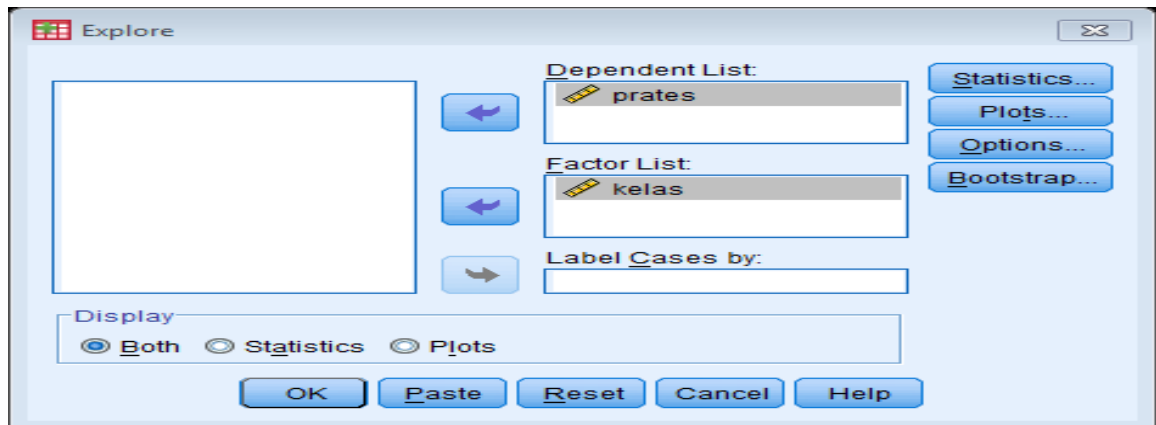 Explore
Dependent List:
prates
Factor List:
kelas
Label Cases by:
Statistics...
Plots...
Options...
Bootstrap...
Display
Both Statistics Plots
OK Paste Reset Cancel Help